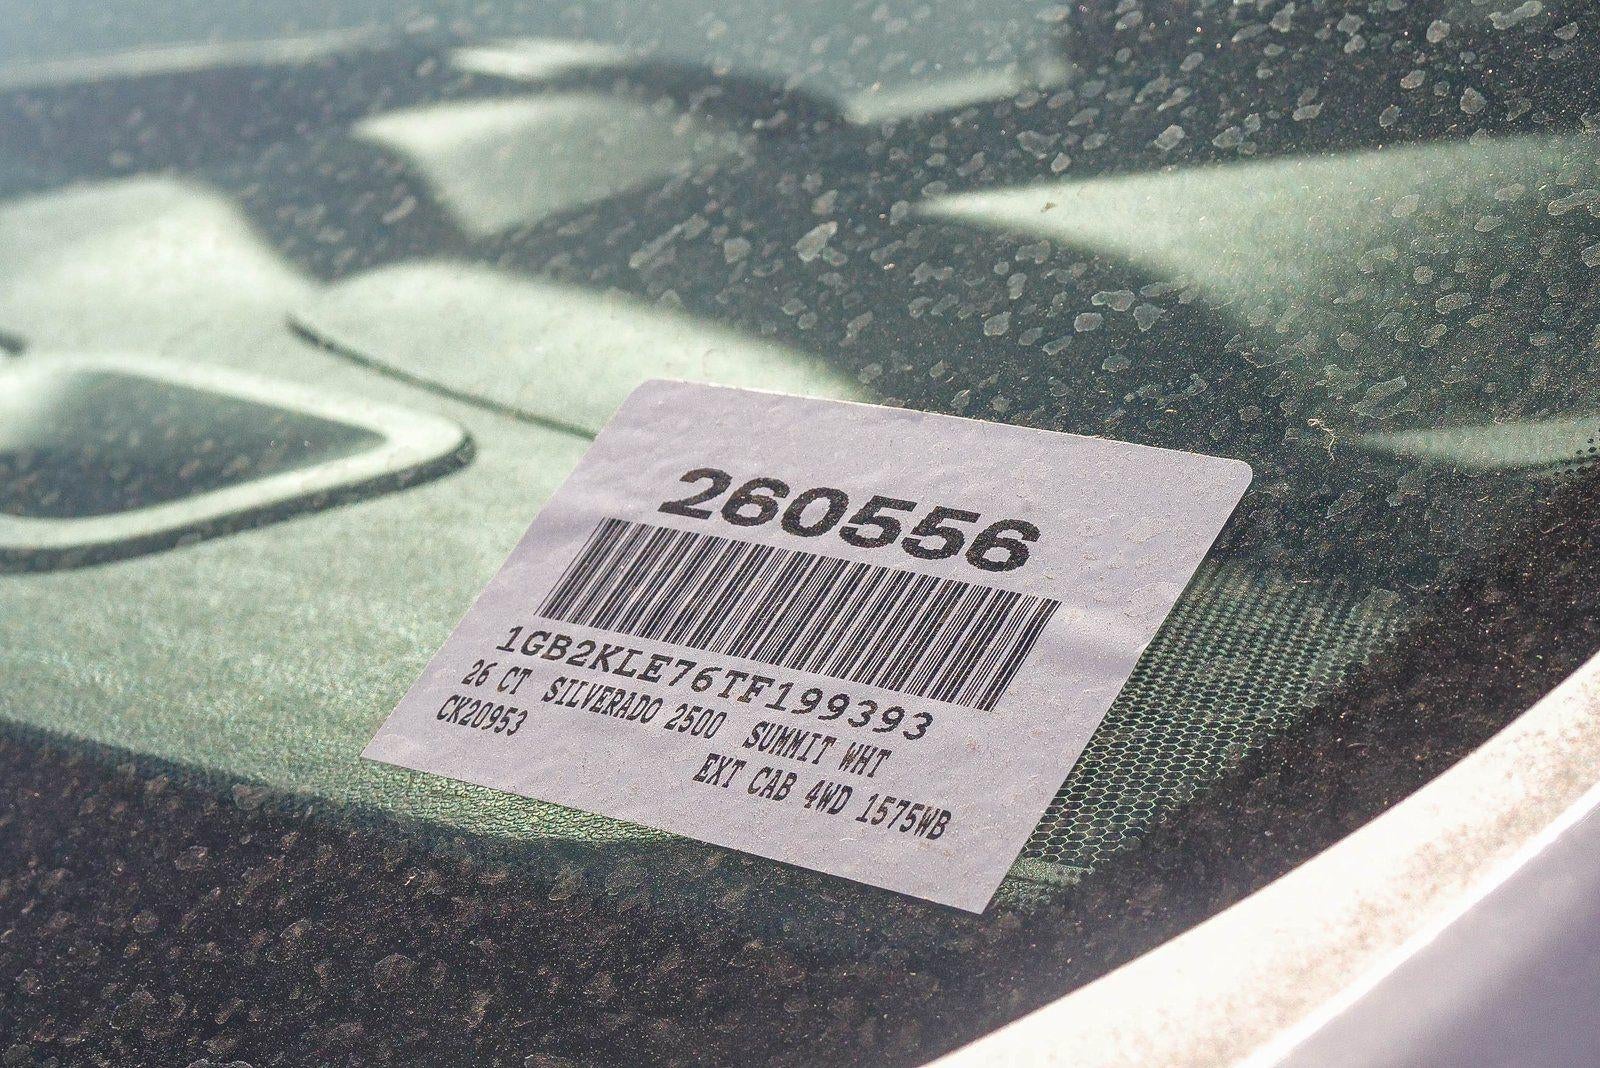 260556
1GB2KLE76TF199393
26 CT SILVERADO 2500 SUMMIT WHT
CK20953 EXT CAB 4WD 1575WB